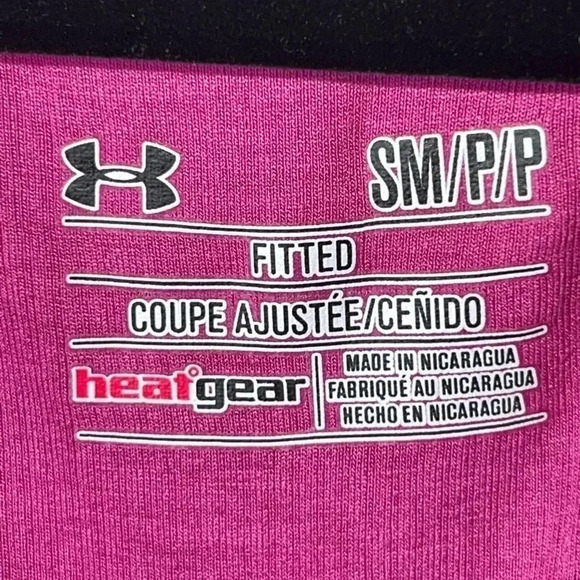 SM/P/P
FITTED
COUPE AJUSTÉE/CEÑIDO
heatgear
MADE IN NICARAGUA
FABRIQUÉ AU NICARAGUA
HECHO EN NICARAGUA